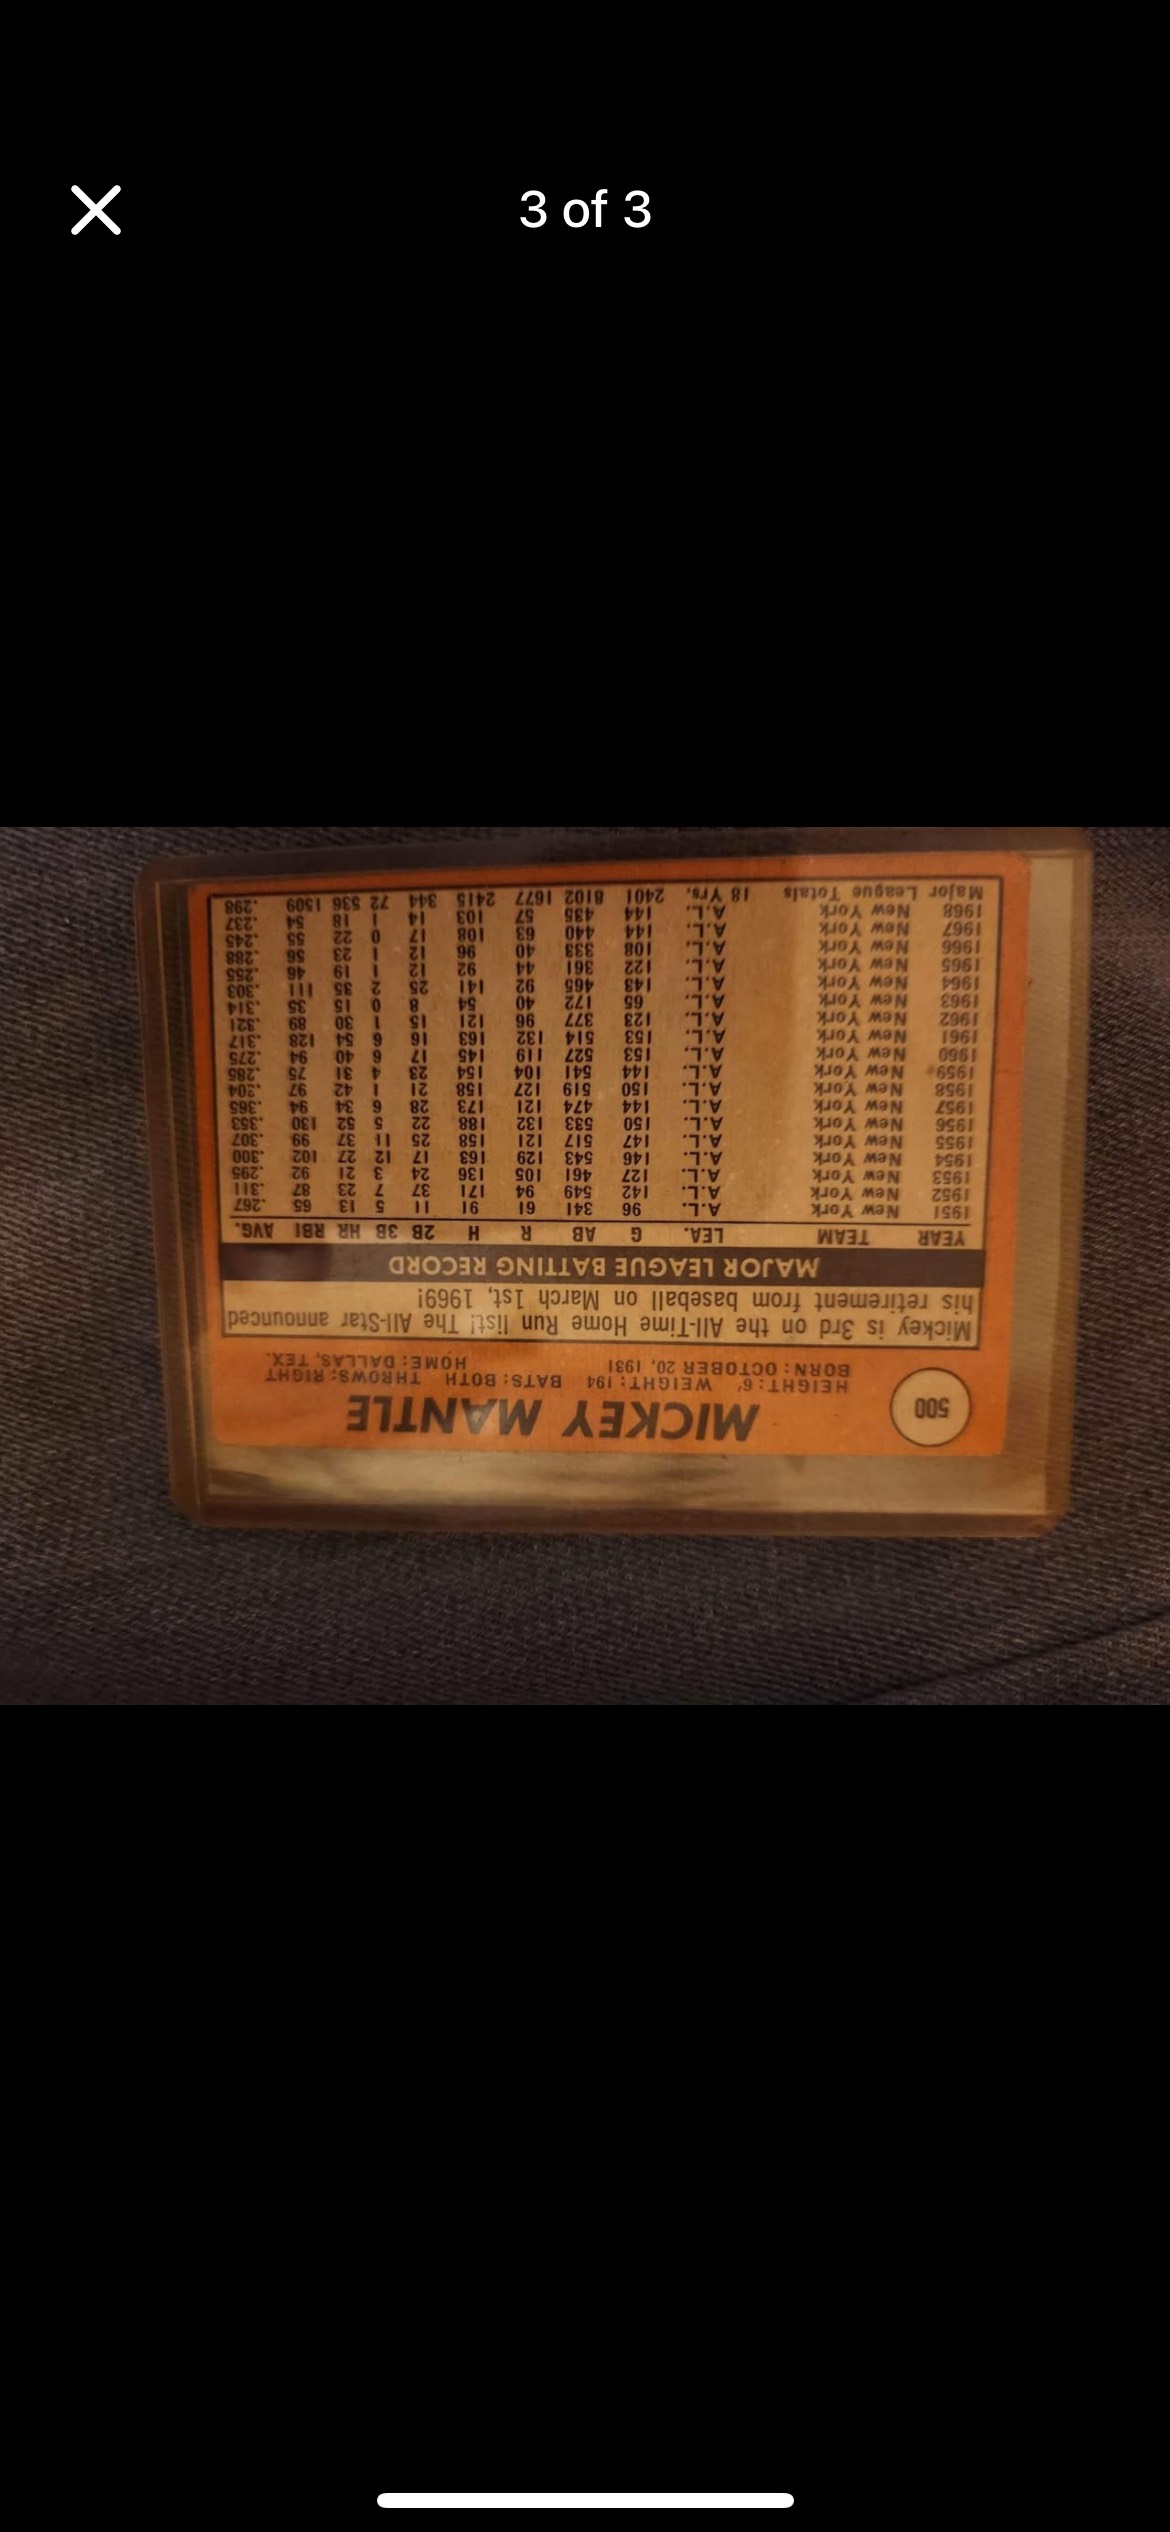 3 of 3
500
MICKEY MANTLE
HEIGHT: 6' WEIGHT: 194 BATS: BOTH THROWS: RIGHT
BORN: OCTOBER 20, 1931 HOME: DALLAS, TEX.
Mickey is 3rd on the All-Time Home Run list! The All-Star announced
his retirement from baseball on March 1st, 1969!
MAJOR LEAGUE BATTING RECORD
YEAR TEAM LEA. G AB R H 2B 3B HR RBI AVG.
1951 New York A.L. 96 341 61 91 11 5 13 65 .267
1952 New York A.L. 142 549 94 171 37 7 23 87 .311
1953 New York A.L. 127 461 105 136 24 3 21 92 .295
1954 New York A.L. 146 543 129 163 17 12 27 102 .300
1955 New York A.L. 147 517 121 158 25 11 37 99 .307
1956 New York A.L. 150 533 132 188 22 5 52 130 .353
1957 New York A.L. 144 474 121 173 28 6 34 94 .365
1958 New York A.L. 150 519 127 158 21 1 42 97 .304
1959 New York A.L. 144 541 104 154 23 4 31 75 .285
1960 New York A.L. 153 527 119 145 17 6 40 94 .275
1961 New York A.L. 153 514 132 163 16 6 54 128 .317
1962 New York A.L. 123 377 96 121 15 1 30 89 .321
1963 New York A.L. 65 172 40 54 8 0 15 35 .314
1964 New York A.L. 143 465 92 141 25 2 35 111 .303
1965 New York A.L. 122 361 44 92 12 1 19 46 .255
1966 New York A.L. 108 333 40 96 12 1 23 56 .288
1967 New York A.L. 144 440 63 108 17 0 22 55 .245
1968 New York A.L. 144 435 57 103 14 1 18 54 .237
Major League Totals 18 Yrs. 2401 8102 1677 2415 344 72 536 1509 .298